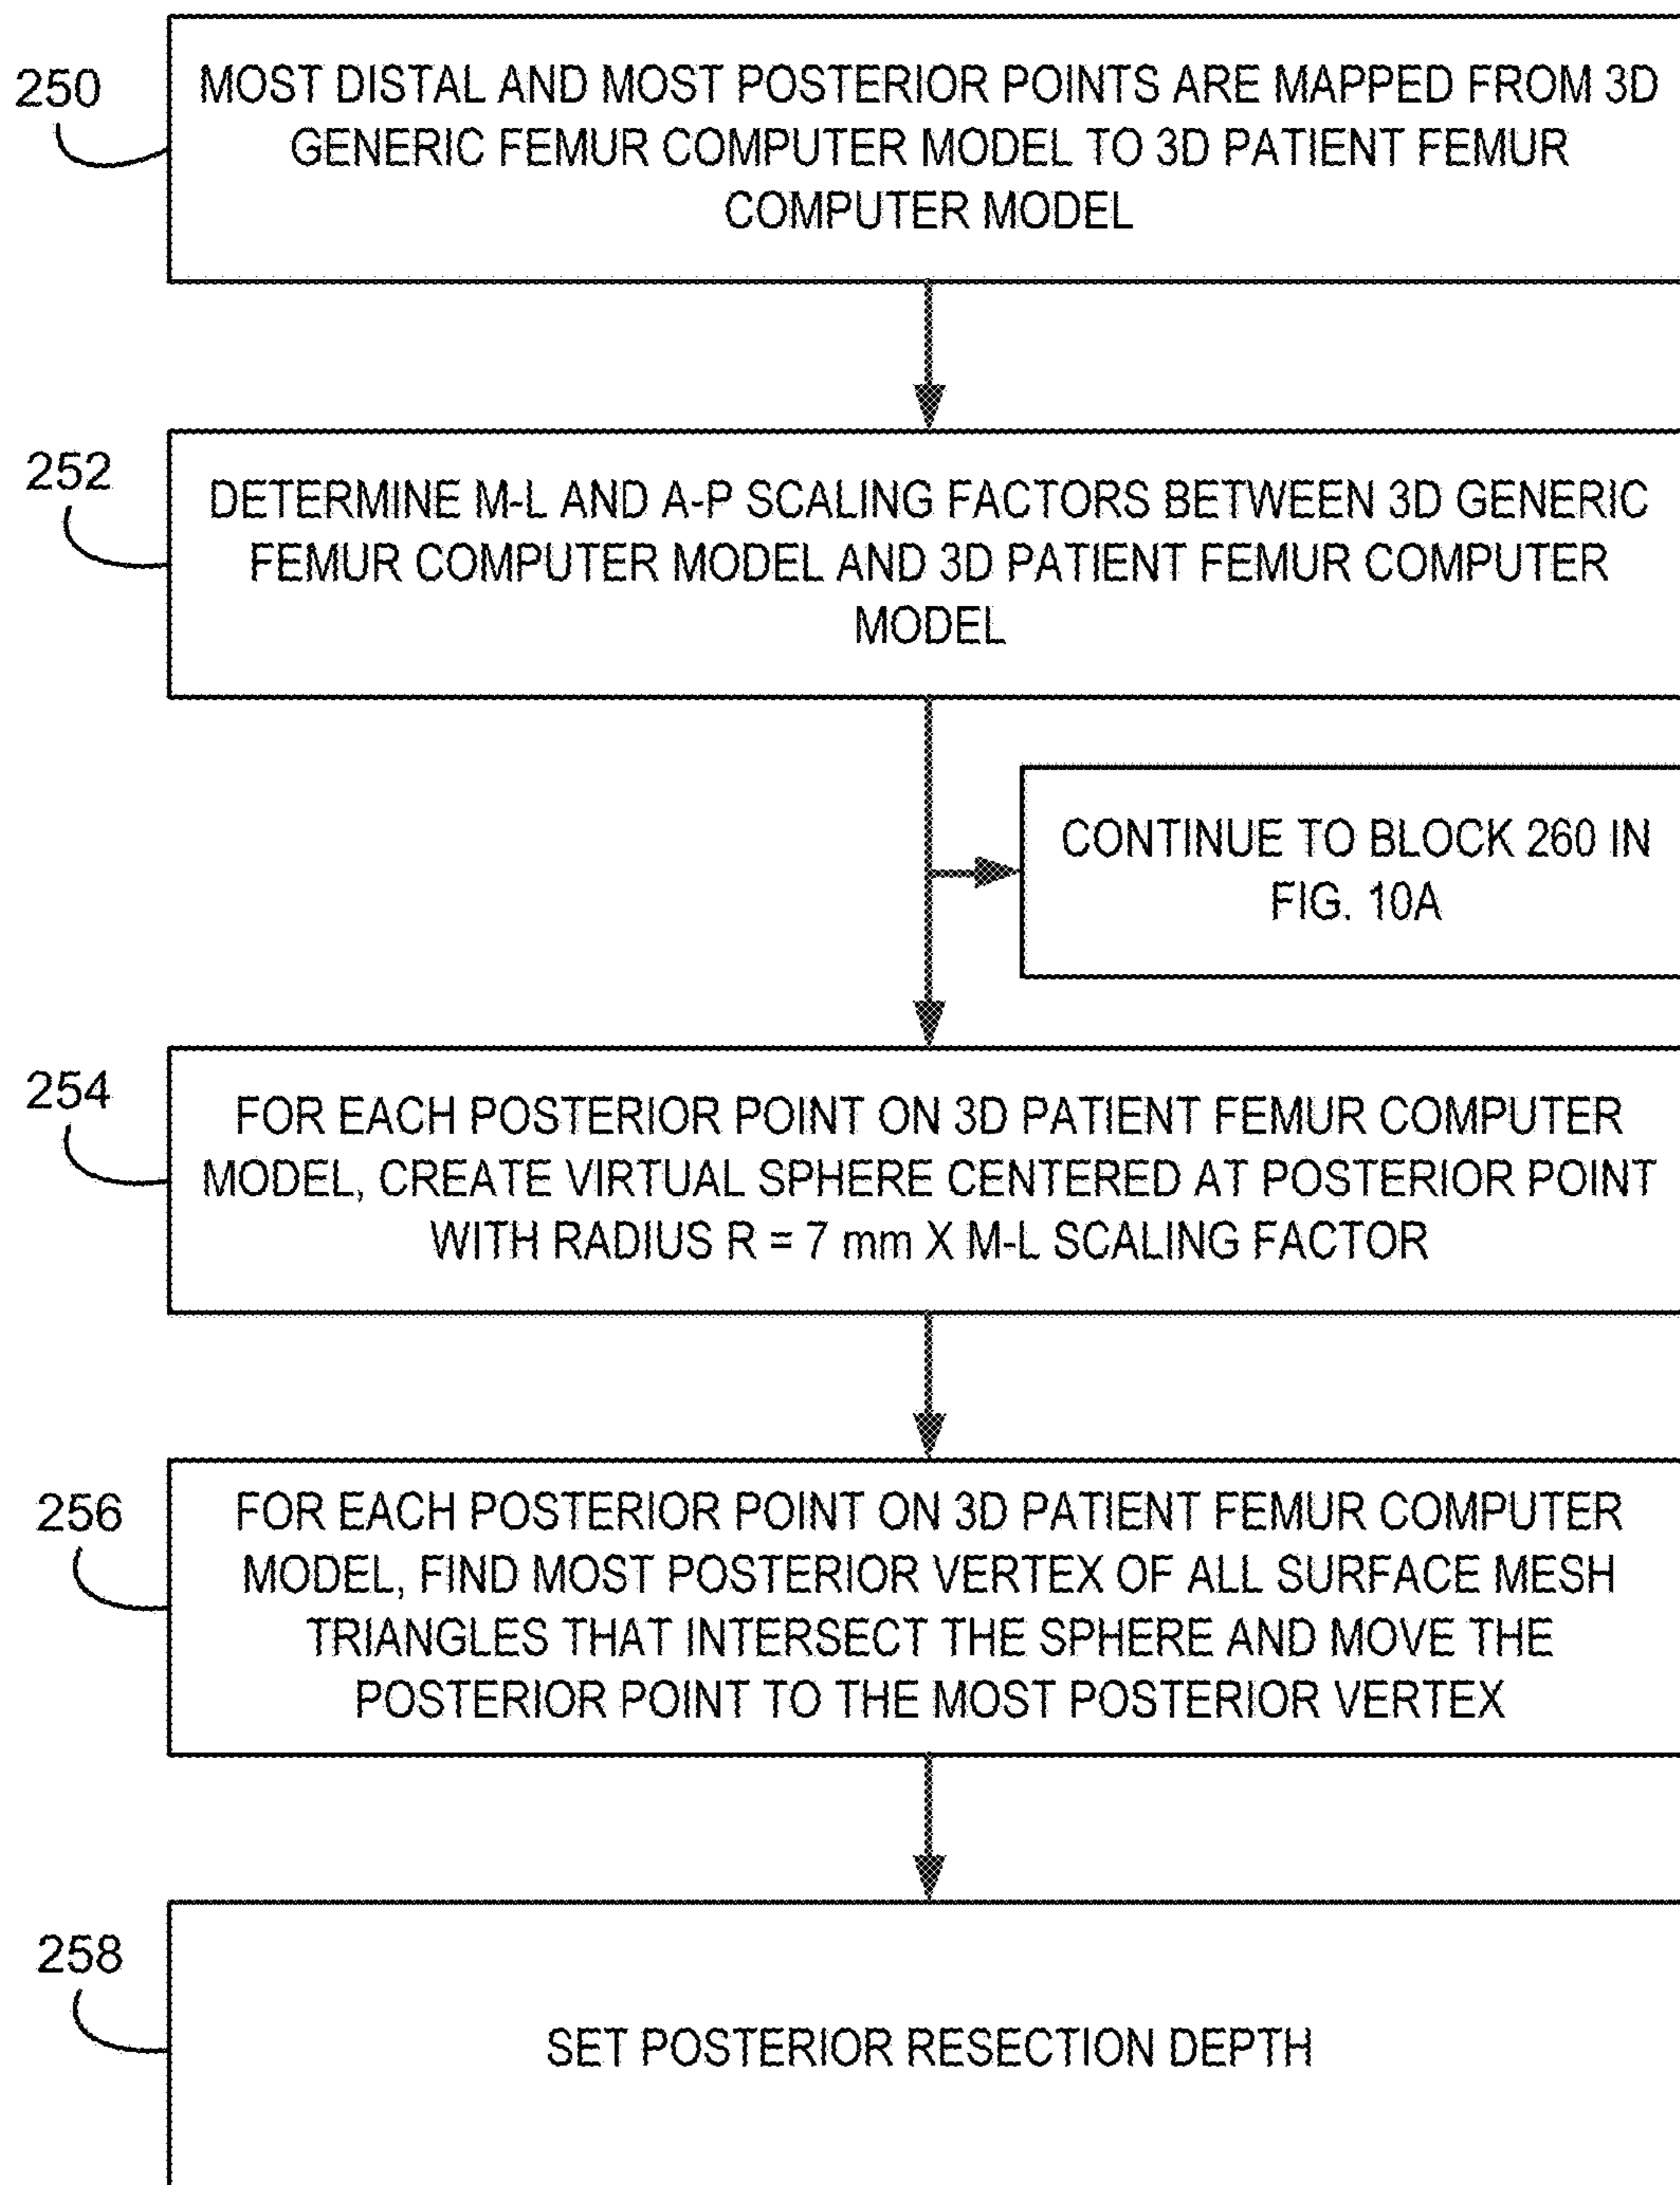 250
MOST DISTAL AND MOST POSTERIOR POINTS ARE MAPPED FROM 3D
GENERIC FEMUR COMPUTER MODEL TO 3D PATIENT FEMUR
COMPUTER MODEL
252
DETERMINE M-L AND A-P SCALING FACTORS BETWEEN 3D GENERIC
FEMUR COMPUTER MODEL AND 3D PATIENT FEMUR COMPUTER
MODEL
CONTINUE TO BLOCK 260 IN
FIG. 10A
254
FOR EACH POSTERIOR POINT ON 3D PATIENT FEMUR COMPUTER
MODEL, CREATE VIRTUAL SPHERE CENTERED AT POSTERIOR POINT
WITH RADIUS R = 7 mm X M-L SCALING FACTOR
256
FOR EACH POSTERIOR POINT ON 3D PATIENT FEMUR COMPUTER
MODEL, FIND MOST POSTERIOR VERTEX OF ALL SURFACE MESH
TRIANGLES THAT INTERSECT THE SPHERE AND MOVE THE
POSTERIOR POINT TO THE MOST POSTERIOR VERTEX
258
SET POSTERIOR RESECTION DEPTH